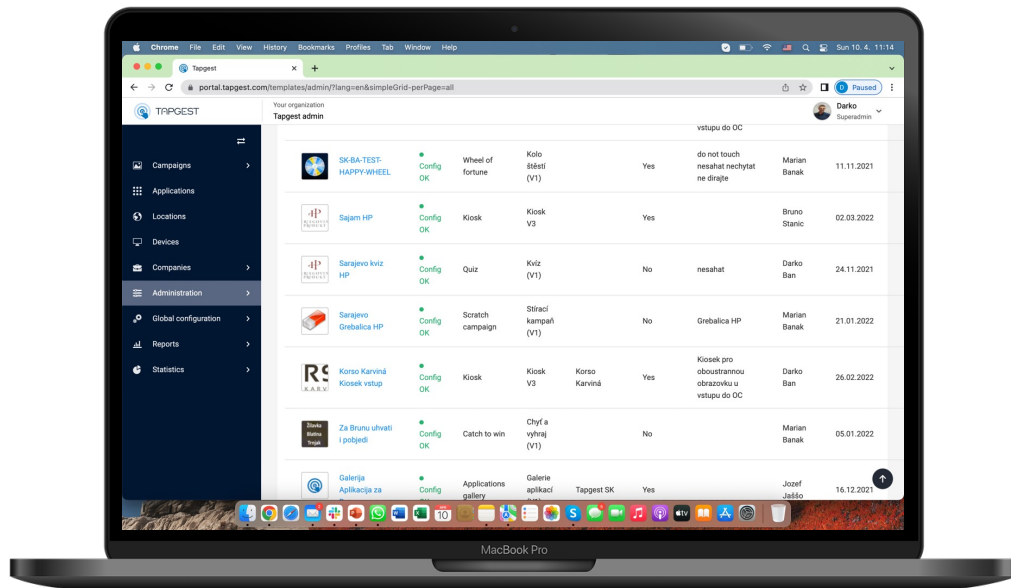 Chrome File Edit View History Bookmarks Profiles Tab Window Help Sun 10. 4. 11:14
Tapgest
portal.tapgest.com/templates/admin/?lang=en&simpleGrid-perPage=all
D Paused
TAPGEST
Your organization
Tapgest admin
Darko
Superadmin
Campaigns
Applications
Locations
Devices
Companies
Administration
Global configuration
Reports
Statistics
vstupu do OC
SK-BA-TEST-
HAPPY-WHEEL
Config
OK
Wheel of
fortune
Kolo
štěstí
(V1)
Yes
do not touch
nesahat nechytat
ne dirajte
Marian
Banak
11.11.2021
Sajam HP
Config
OK
Kiosk
Kiosk
V3
Yes
Bruno
Stanic
02.03.2022
Sarajevo kviz
HP
Config
OK
Quiz
Kvíz
(V1)
No
nesahat
Darko
Ban
24.11.2021
Sarajevo
Grebalica HP
Config
OK
Scratch
campaign
Stírací
kampaň
(V1)
No
Grebalica HP
Marian
Banak
21.01.2022
RS
KARV
Korso Karviná
Kiosek vstup
Config
OK
Kiosk
Kiosk
V3
Korso
Karviná
Yes
Kiosek pro
oboustrannou
obrazovku u
vstupu do OC
Darko
Ban
26.02.2022
Žilavka
Blatina
Trnjak
Za Brunu uhvati
i pobjedi
Config
OK
Catch to win
Chyť a
vyhraj
(V1)
No
Marian
Banak
05.01.2022
Galerija
Aplikacija za
Config
Applications
gallery
Galerie
aplikací
Tapgest SK
Yes
Jozef
Jaššo
16.12.2021
10
tv
MacBook Pro